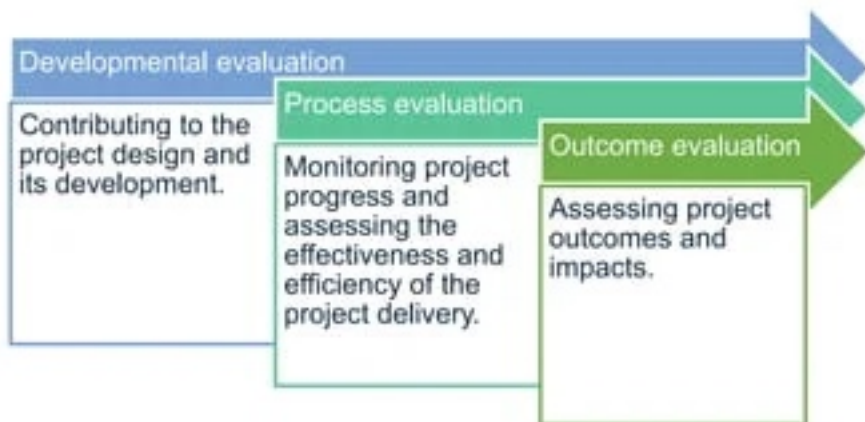 Developmental evaluation
Contributing to the
project design and
its development.
Process evaluation
Monitoring project
progress and
assessing the
effectiveness and
efficiency of the
project delivery.
Outcome evaluation
Assessing project
outcomes and
impacts.